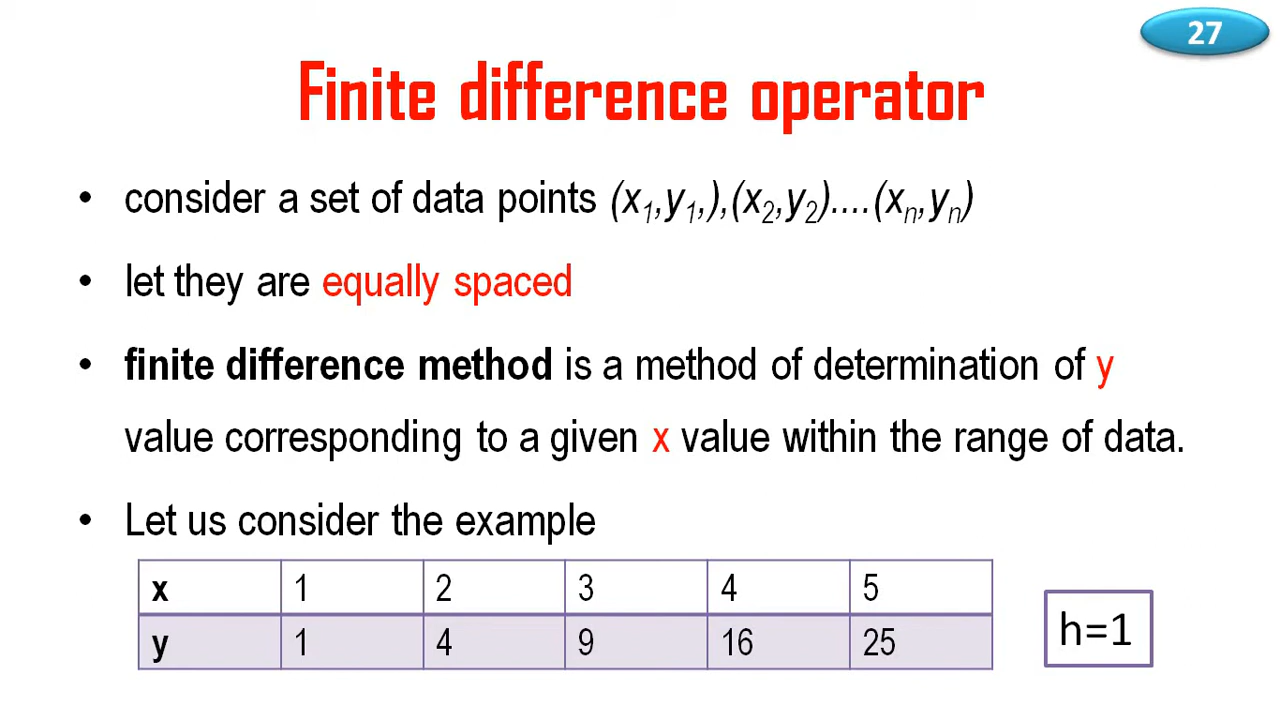 27
Finite difference operator
• consider a set of data points (x1,y1,),(x2,y2)....(xn,yn)
• let they are equally spaced
• finite difference method is a method of determination of y
value corresponding to a given x value within the range of data.
• Let us consider the example
x 1 2 3 4 5
y 1 4 9 16 25
h=1